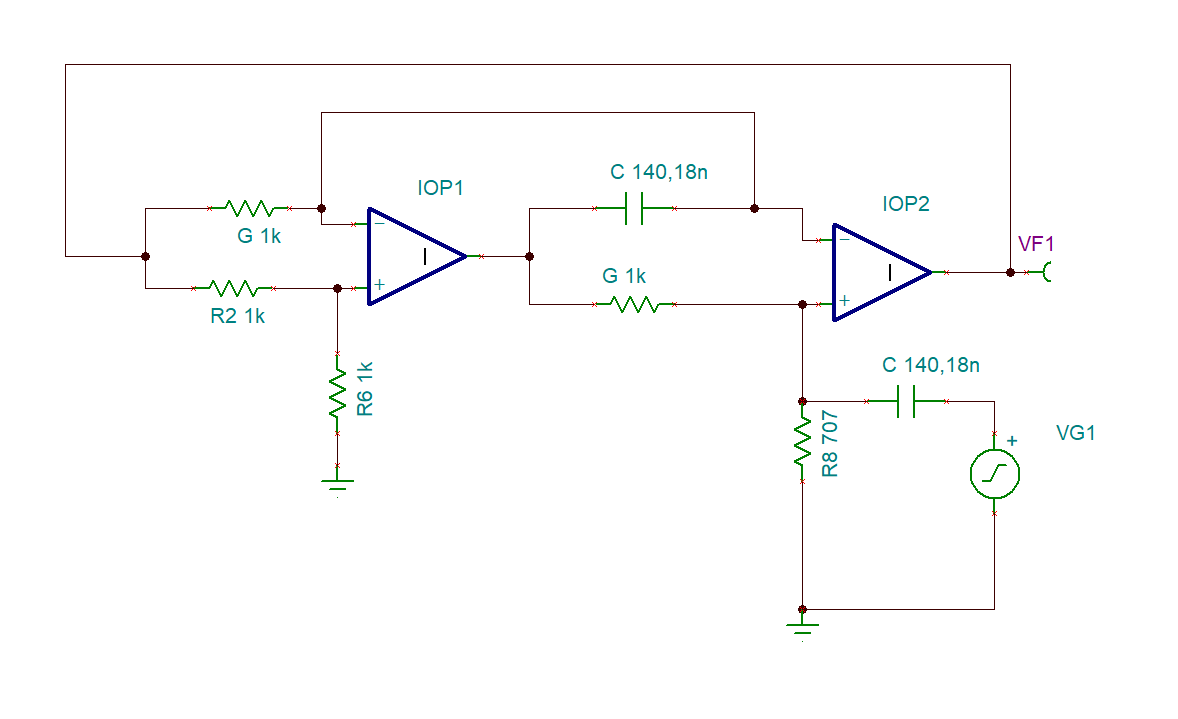 C 140,18n
IOP1
IOP2
G 1k
VF1
G 1k
R2 1k
C 140,18n
R6 1k
R8 707
VG1